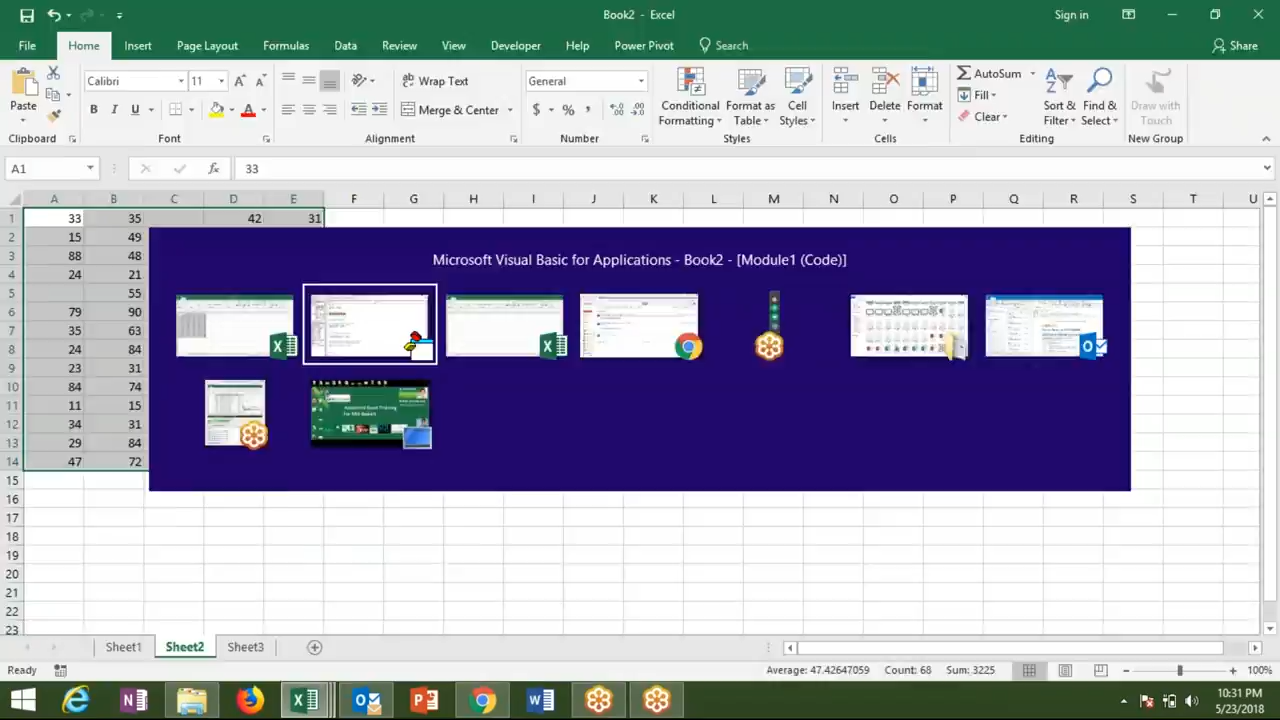 Book2 - Excel
Sign in
File Home Insert Page Layout Formulas Data Review View Developer Help Power Pivot Search Share
Paste
Calibri 11
Wrap Text
General
Conditional Formatting
Format as Table
Cell Styles
Insert Delete Format
AutoSum
Fill
Clear
Sort & Filter
Find & Select
Draw with Touch
B I U
Merge & Center
$ % ,
Clipboard Font Alignment Number Styles Cells Editing New Group
A1 fx 33
A B C D E F G H I J K L M N O P Q R S T U
1 33 35 42 31
2 15 49
3 88 48
4 24 21
5 55
6 79 90
7 35 63
8 24 84
9 23 31
10 84 74
11 11 15
12 34 31
13 29 84
14 47 72
15
16
17
18
19
20
21
22
23
Microsoft Visual Basic for Applications - Book2 - [Module1 (Code)]
Sheet1 Sheet2 Sheet3
Ready
Average: 47.42647059 Count: 68 Sum: 3225
100%
10:31 PM
5/23/2018